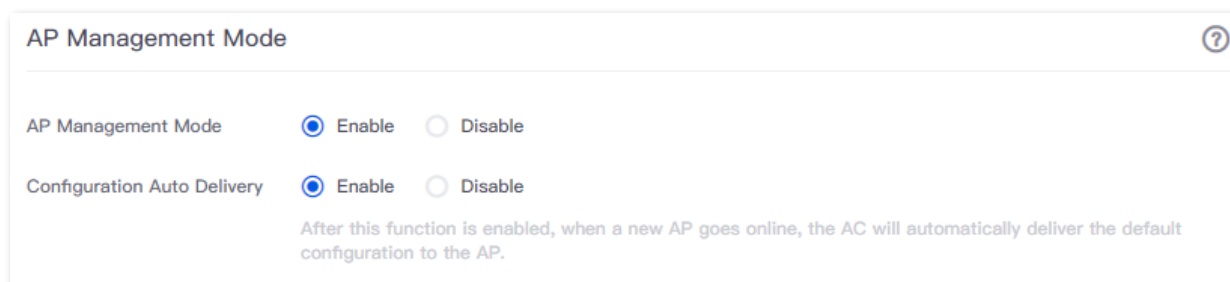 AP Management Mode
AP Management Mode Enable Disable
Configuration Auto Delivery Enable Disable
After this function is enabled, when a new AP goes online, the AC will automatically deliver the default
configuration to the AP.